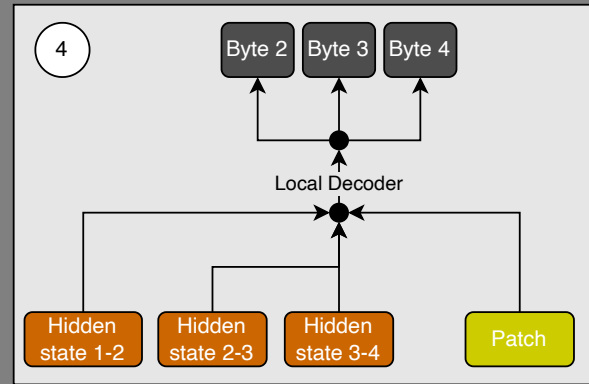 4
Byte 2
Byte 3
Byte 4
Local Decoder
Hidden
state 1-2
Hidden
state 2-3
Hidden
state 3-4
Patch